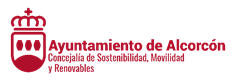 Ayuntamiento de Alcorcón
Concejalía de Sostenibilidad, Movilidad
y Renovables